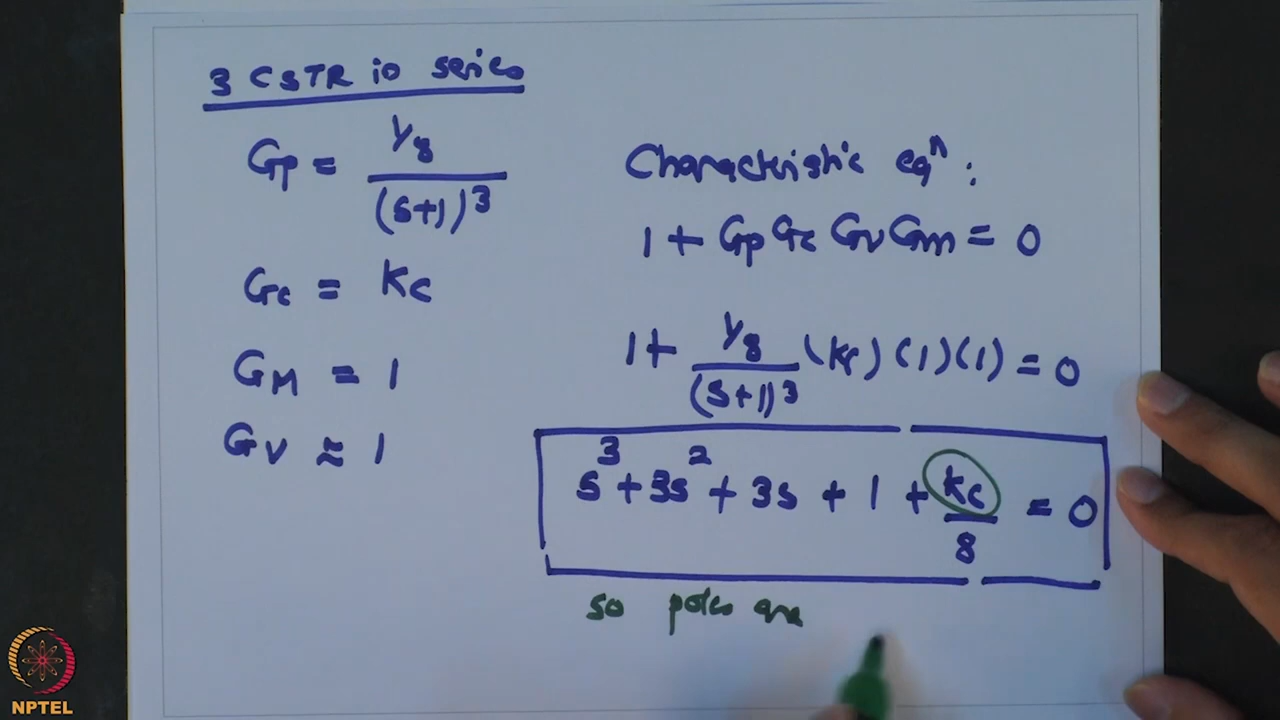 3 CSTR in series
Gp = 1/8 / (s+1)^3
Gc = Kc
GM = 1
Gv ≈ 1
Characteristic eqn :
1 + Gp Gc Gv Gm = 0
1 + 1/8 / (s+1)^3 (Kc) (1) (1) = 0
s^3 + 3s^2 + 3s + 1 + Kc/8 = 0
so poles are
NPTEL